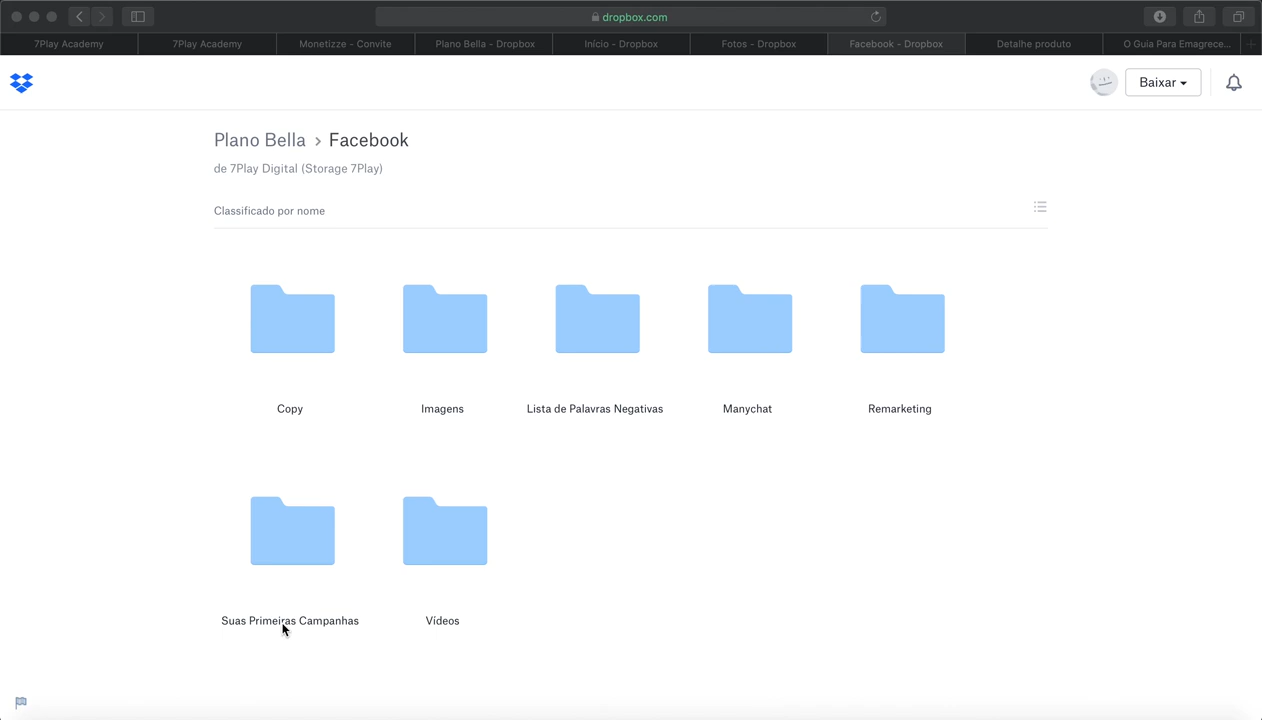 dropbox.com
7Play Academy
7Play Academy
Monetizze - Convite
Plano Bella - Dropbox
Início - Dropbox
Fotos - Dropbox
Facebook - Dropbox
Detalhe produto
O Guia Para Emagrece...
Baixar
Plano Bella › Facebook
de 7Play Digital (Storage 7Play)
Classificado por nome
Copy
Imagens
Lista de Palavras Negativas
Manychat
Remarketing
Suas Primeiras Campanhas
Vídeos